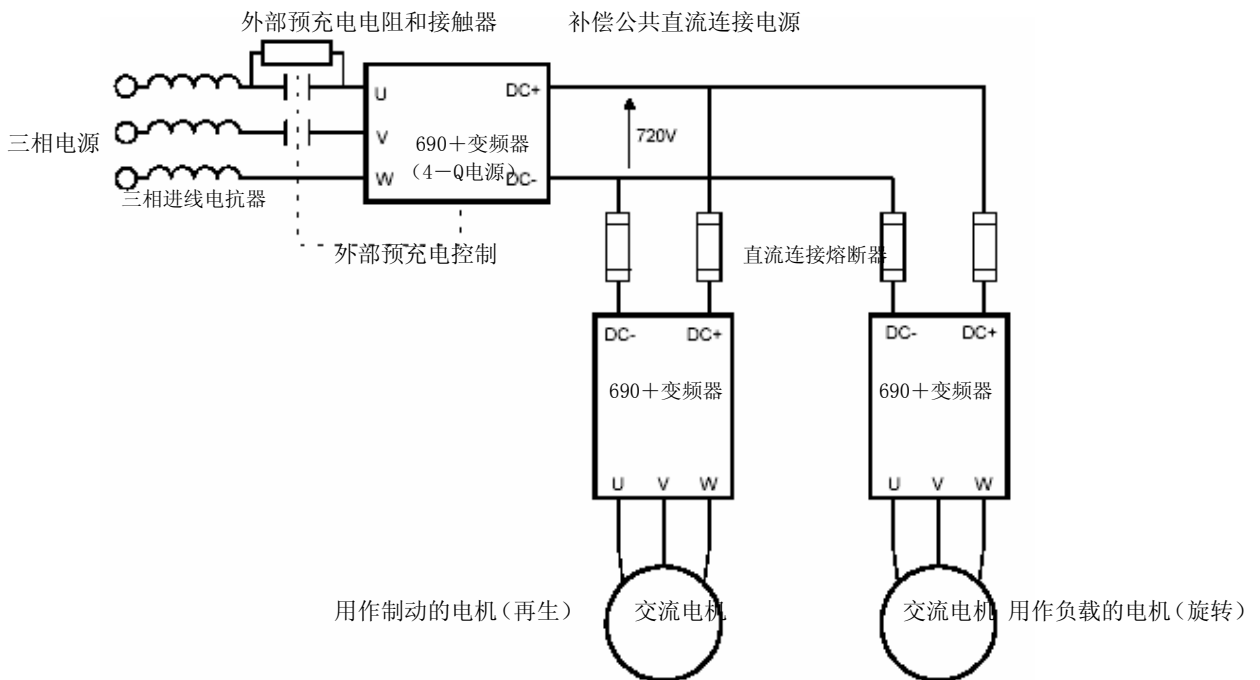 外部预充电电阻和接触器
补偿公共直流连接电源
U
DC+
三相电源
V
690＋变频器
720V
（4－Q电源）
W
DC-
三相进线电抗器
外部预充电控制
直流连接熔断器
DC-
DC+
DC-
DC+
690＋变频器
690＋变频器
U
V
W
U
V
W
用作制动的电机（再生）
交流电机
交流电机
用作负载的电机（旋转）